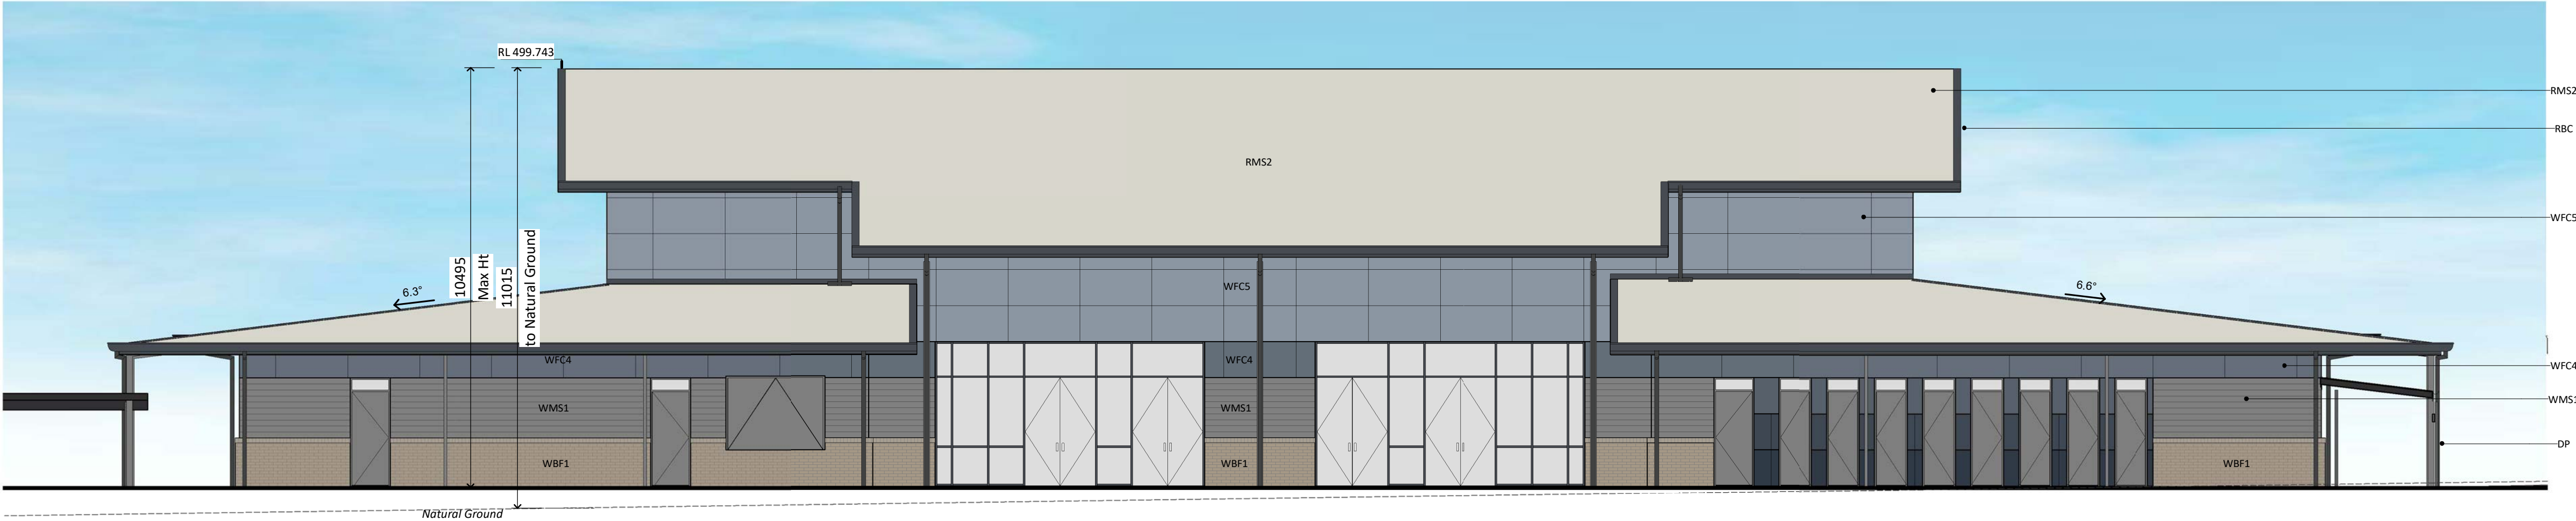 RL 499.743
RMS2
RBC
RMS2
WFC5
10495
Max Ht
11015
to Natural Ground
6.3°
WFC5
6.6°
WFC4
WFC4
WFC4
WMS1
WMS1
WMS1
DP
WBF1
WBF1
WBF1
Natural Ground